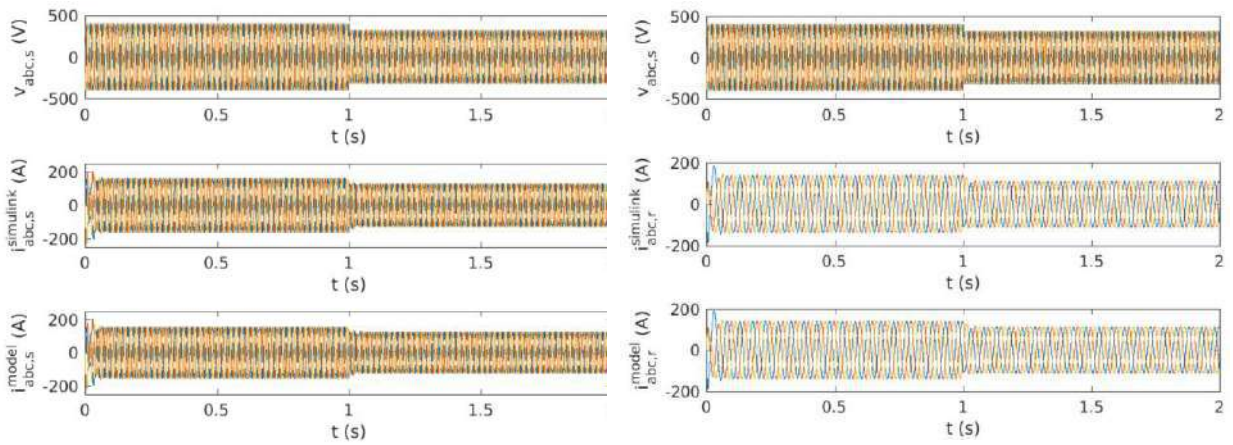 500
0
-500
v_abc,s (V)
0 0.5 1 1.5
t (s)
200
0
-200
i^simulink_abc,s (A)
0 0.5 1 1.5
t (s)
200
0
-200
i^model_abc,s (A)
0 0.5 1 1.5
t (s)
500
0
-500
v_abc,s (V)
0 0.5 1 1.5 2
t (s)
200
0
-200
i^simulink_abc,r (A)
0 0.5 1 1.5 2
t (s)
200
0
-200
i^model_abc,r (A)
0 0.5 1 1.5 2
t (s)